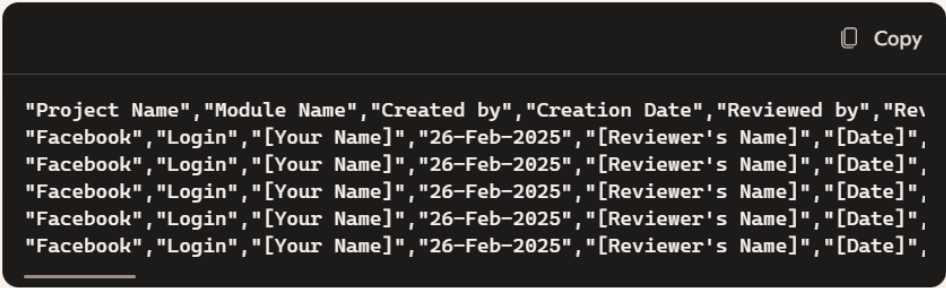 Copy
"Project Name","Module Name","Created by","Creation Date","Reviewed by","Rev
"Facebook","Login","[Your Name]","26-Feb-2025","[Reviewer's Name]","[Date]",
"Facebook","Login","[Your Name]","26-Feb-2025","[Reviewer's Name]","[Date]",
"Facebook","Login","[Your Name]","26-Feb-2025","[Reviewer's Name]","[Date]",
"Facebook","Login","[Your Name]","26-Feb-2025","[Reviewer's Name]","[Date]",
"Facebook","Login","[Your Name]","26-Feb-2025","[Reviewer's Name]","[Date]",